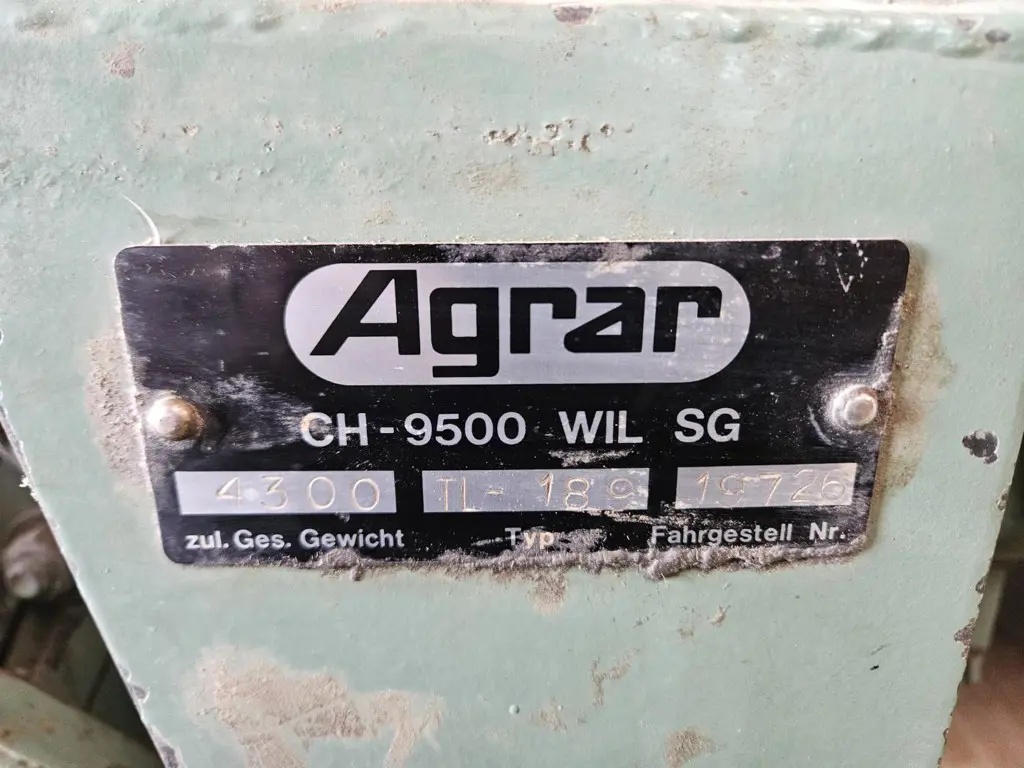 Agrar
CH-9500 WIL SG
4300 TL-189 19726
zul. Ges. Gewicht Typ Fahrgestell Nr.